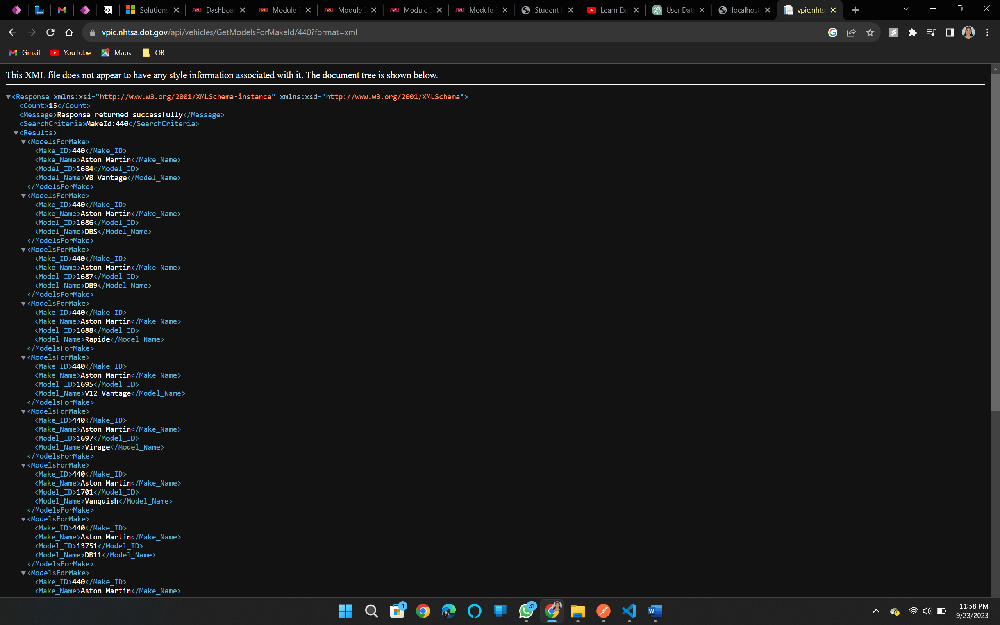 Solutions Dashboa Module Module Module Module Student Learn Exp User Dat localhost vpic.nhts
vpic.nhtsa.dot.gov/api/vehicles/GetModelsForMakeId/440?format=xml
Gmail YouTube Maps QB
This XML file does not appear to have any style information associated with it. The document tree is shown below.
▼<Response xmlns:xsi="http://www.w3.org/2001/XMLSchema-instance" xmlns:xsd="http://www.w3.org/2001/XMLSchema">
<Count>15</Count>
<Message>Response returned successfully</Message>
<SearchCriteria>MakeId:440</SearchCriteria>
▼<Results>
▼<ModelsForMake>
<Make_ID>440</Make_ID>
<Make_Name>Aston Martin</Make_Name>
<Model_ID>1684</Model_ID>
<Model_Name>V8 Vantage</Model_Name>
</ModelsForMake>
▼<ModelsForMake>
<Make_ID>440</Make_ID>
<Make_Name>Aston Martin</Make_Name>
<Model_ID>1686</Model_ID>
<Model_Name>DBS</Model_Name>
</ModelsForMake>
▼<ModelsForMake>
<Make_ID>440</Make_ID>
<Make_Name>Aston Martin</Make_Name>
<Model_ID>1687</Model_ID>
<Model_Name>DB9</Model_Name>
</ModelsForMake>
▼<ModelsForMake>
<Make_ID>440</Make_ID>
<Make_Name>Aston Martin</Make_Name>
<Model_ID>1688</Model_ID>
<Model_Name>Rapide</Model_Name>
</ModelsForMake>
▼<ModelsForMake>
<Make_ID>440</Make_ID>
<Make_Name>Aston Martin</Make_Name>
<Model_ID>1695</Model_ID>
<Model_Name>V12 Vantage</Model_Name>
</ModelsForMake>
▼<ModelsForMake>
<Make_ID>440</Make_ID>
<Make_Name>Aston Martin</Make_Name>
<Model_ID>1697</Model_ID>
<Model_Name>Virage</Model_Name>
</ModelsForMake>
▼<ModelsForMake>
<Make_ID>440</Make_ID>
<Make_Name>Aston Martin</Make_Name>
<Model_ID>1701</Model_ID>
<Model_Name>Vanquish</Model_Name>
</ModelsForMake>
▼<ModelsForMake>
<Make_ID>440</Make_ID>
<Make_Name>Aston Martin</Make_Name>
<Model_ID>13751</Model_ID>
<Model_Name>DB11</Model_Name>
</ModelsForMake>
▼<ModelsForMake>
<Make_ID>440</Make_ID>
<Make_Name>Aston Martin</Make_Name>
1
31
11:58 PM
9/23/2023